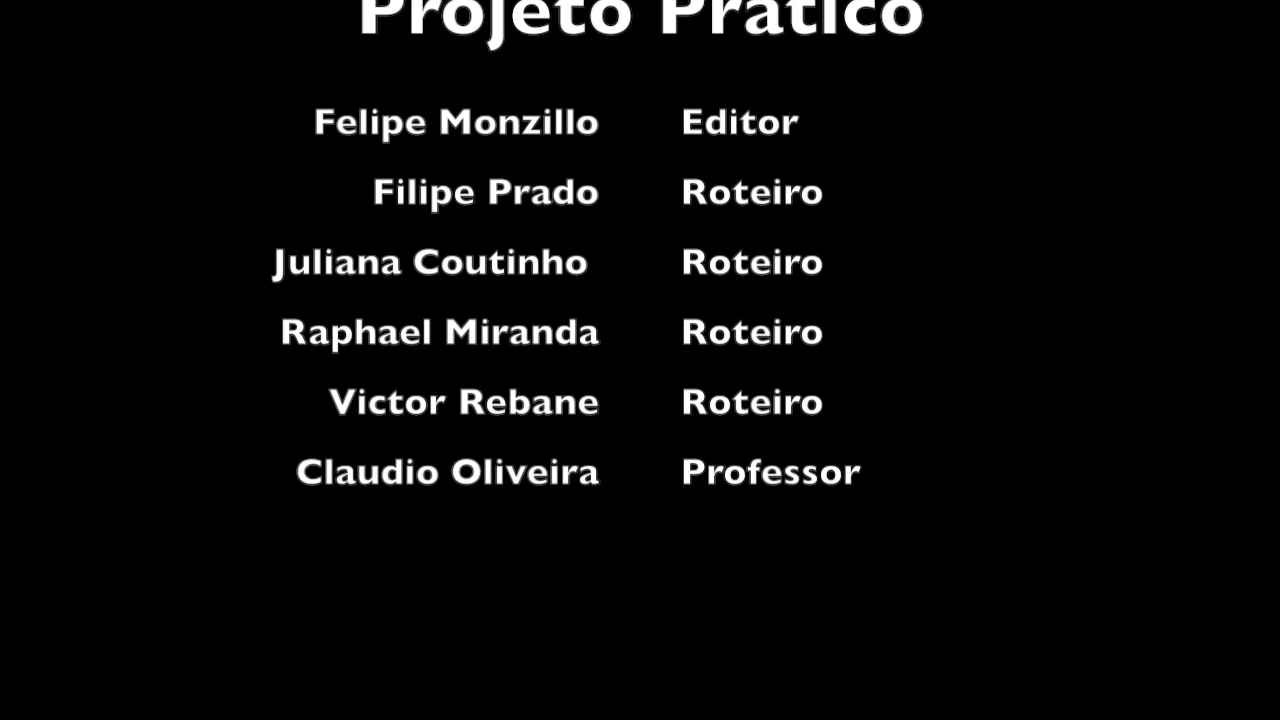 Projeto Pratico
Felipe Monzillo Editor
Filipe Prado Roteiro
Juliana Coutinho Roteiro
Raphael Miranda Roteiro
Victor Rebane Roteiro
Claudio Oliveira Professor